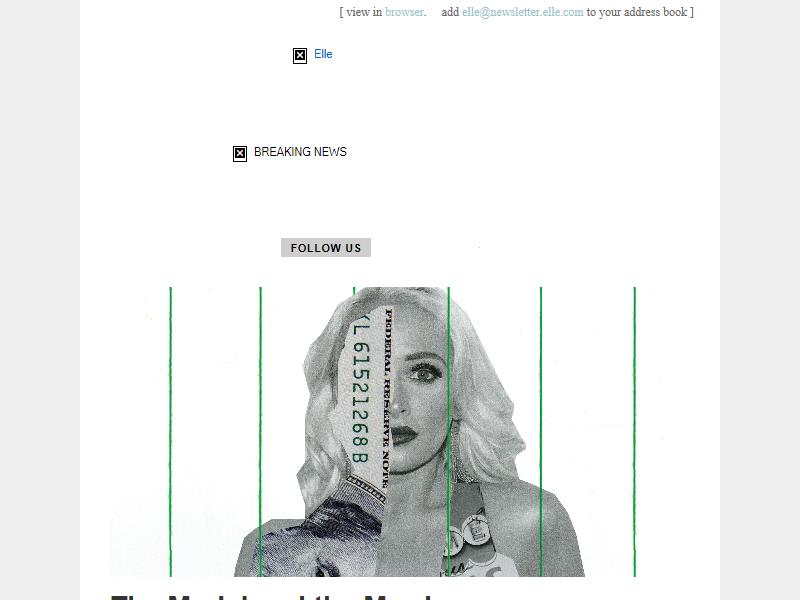 [ view in browser. add elle@newsletter.elle.com to your address book ]
Elle
BREAKING NEWS
FOLLOW US
L 61521268 B
FEDERAL RESERVE NOTE